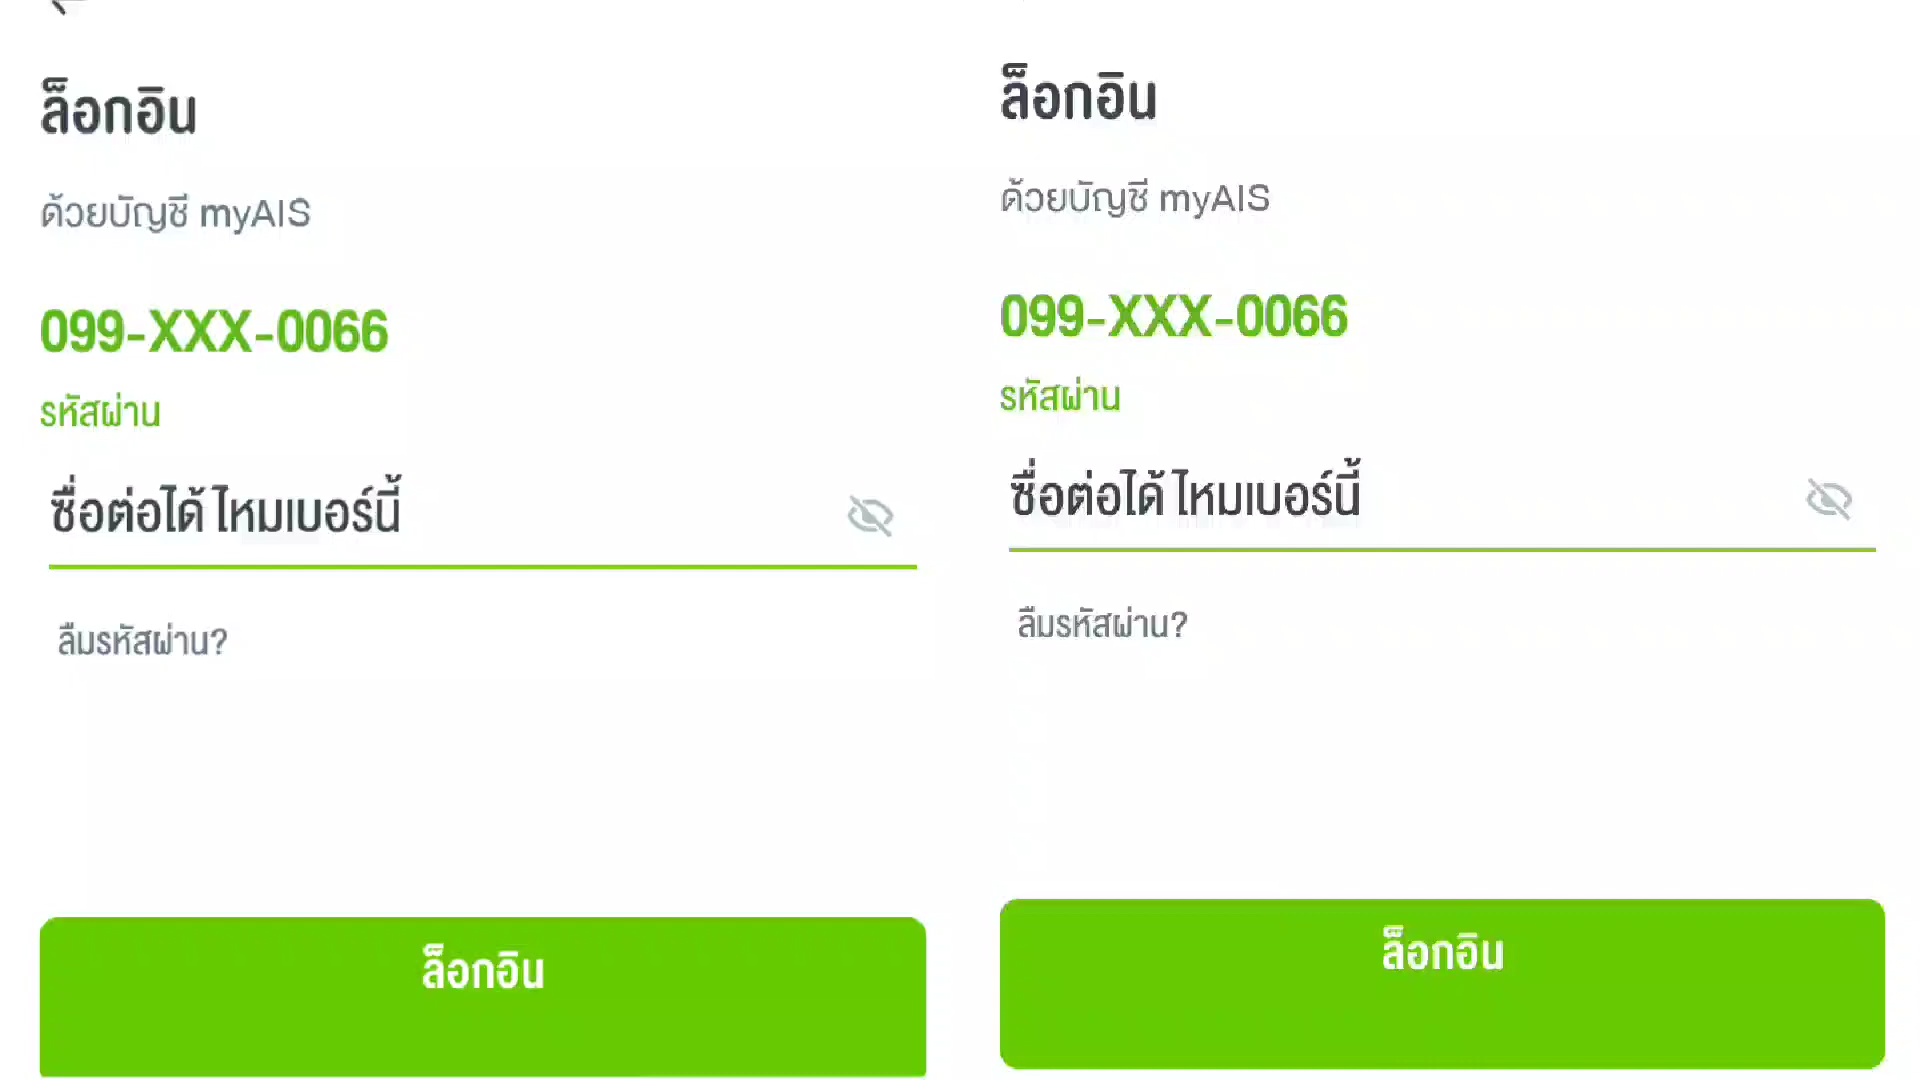 ล็อกอิน
ด้วยบัญชี myAIS
099-XXX-0066
รหัสผ่าน
ซื่อต่อได้ ไหมเบอร์นี้
ลืมรหัสผ่าน?
ล็อกอิน
ล็อกอิน
ด้วยบัญชี myAIS
099-XXX-0066
รหัสผ่าน
ซื่อต่อได้ ไหมเบอร์นี้
ลืมรหัสผ่าน?
ล็อกอิน